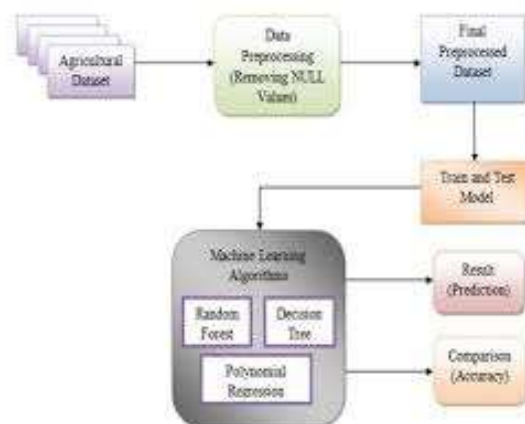 Agricultural
Dataset
Data
Preprocessing
(Removing NULL
Values)
Final
Preprocessed
Dataset
Train and Test
Model
Machine Learning
Algorithms
Random
Forest
Decision
Tree
Polynomial
Regression
Result
(Prediction)
Comparison
(Accuracy)